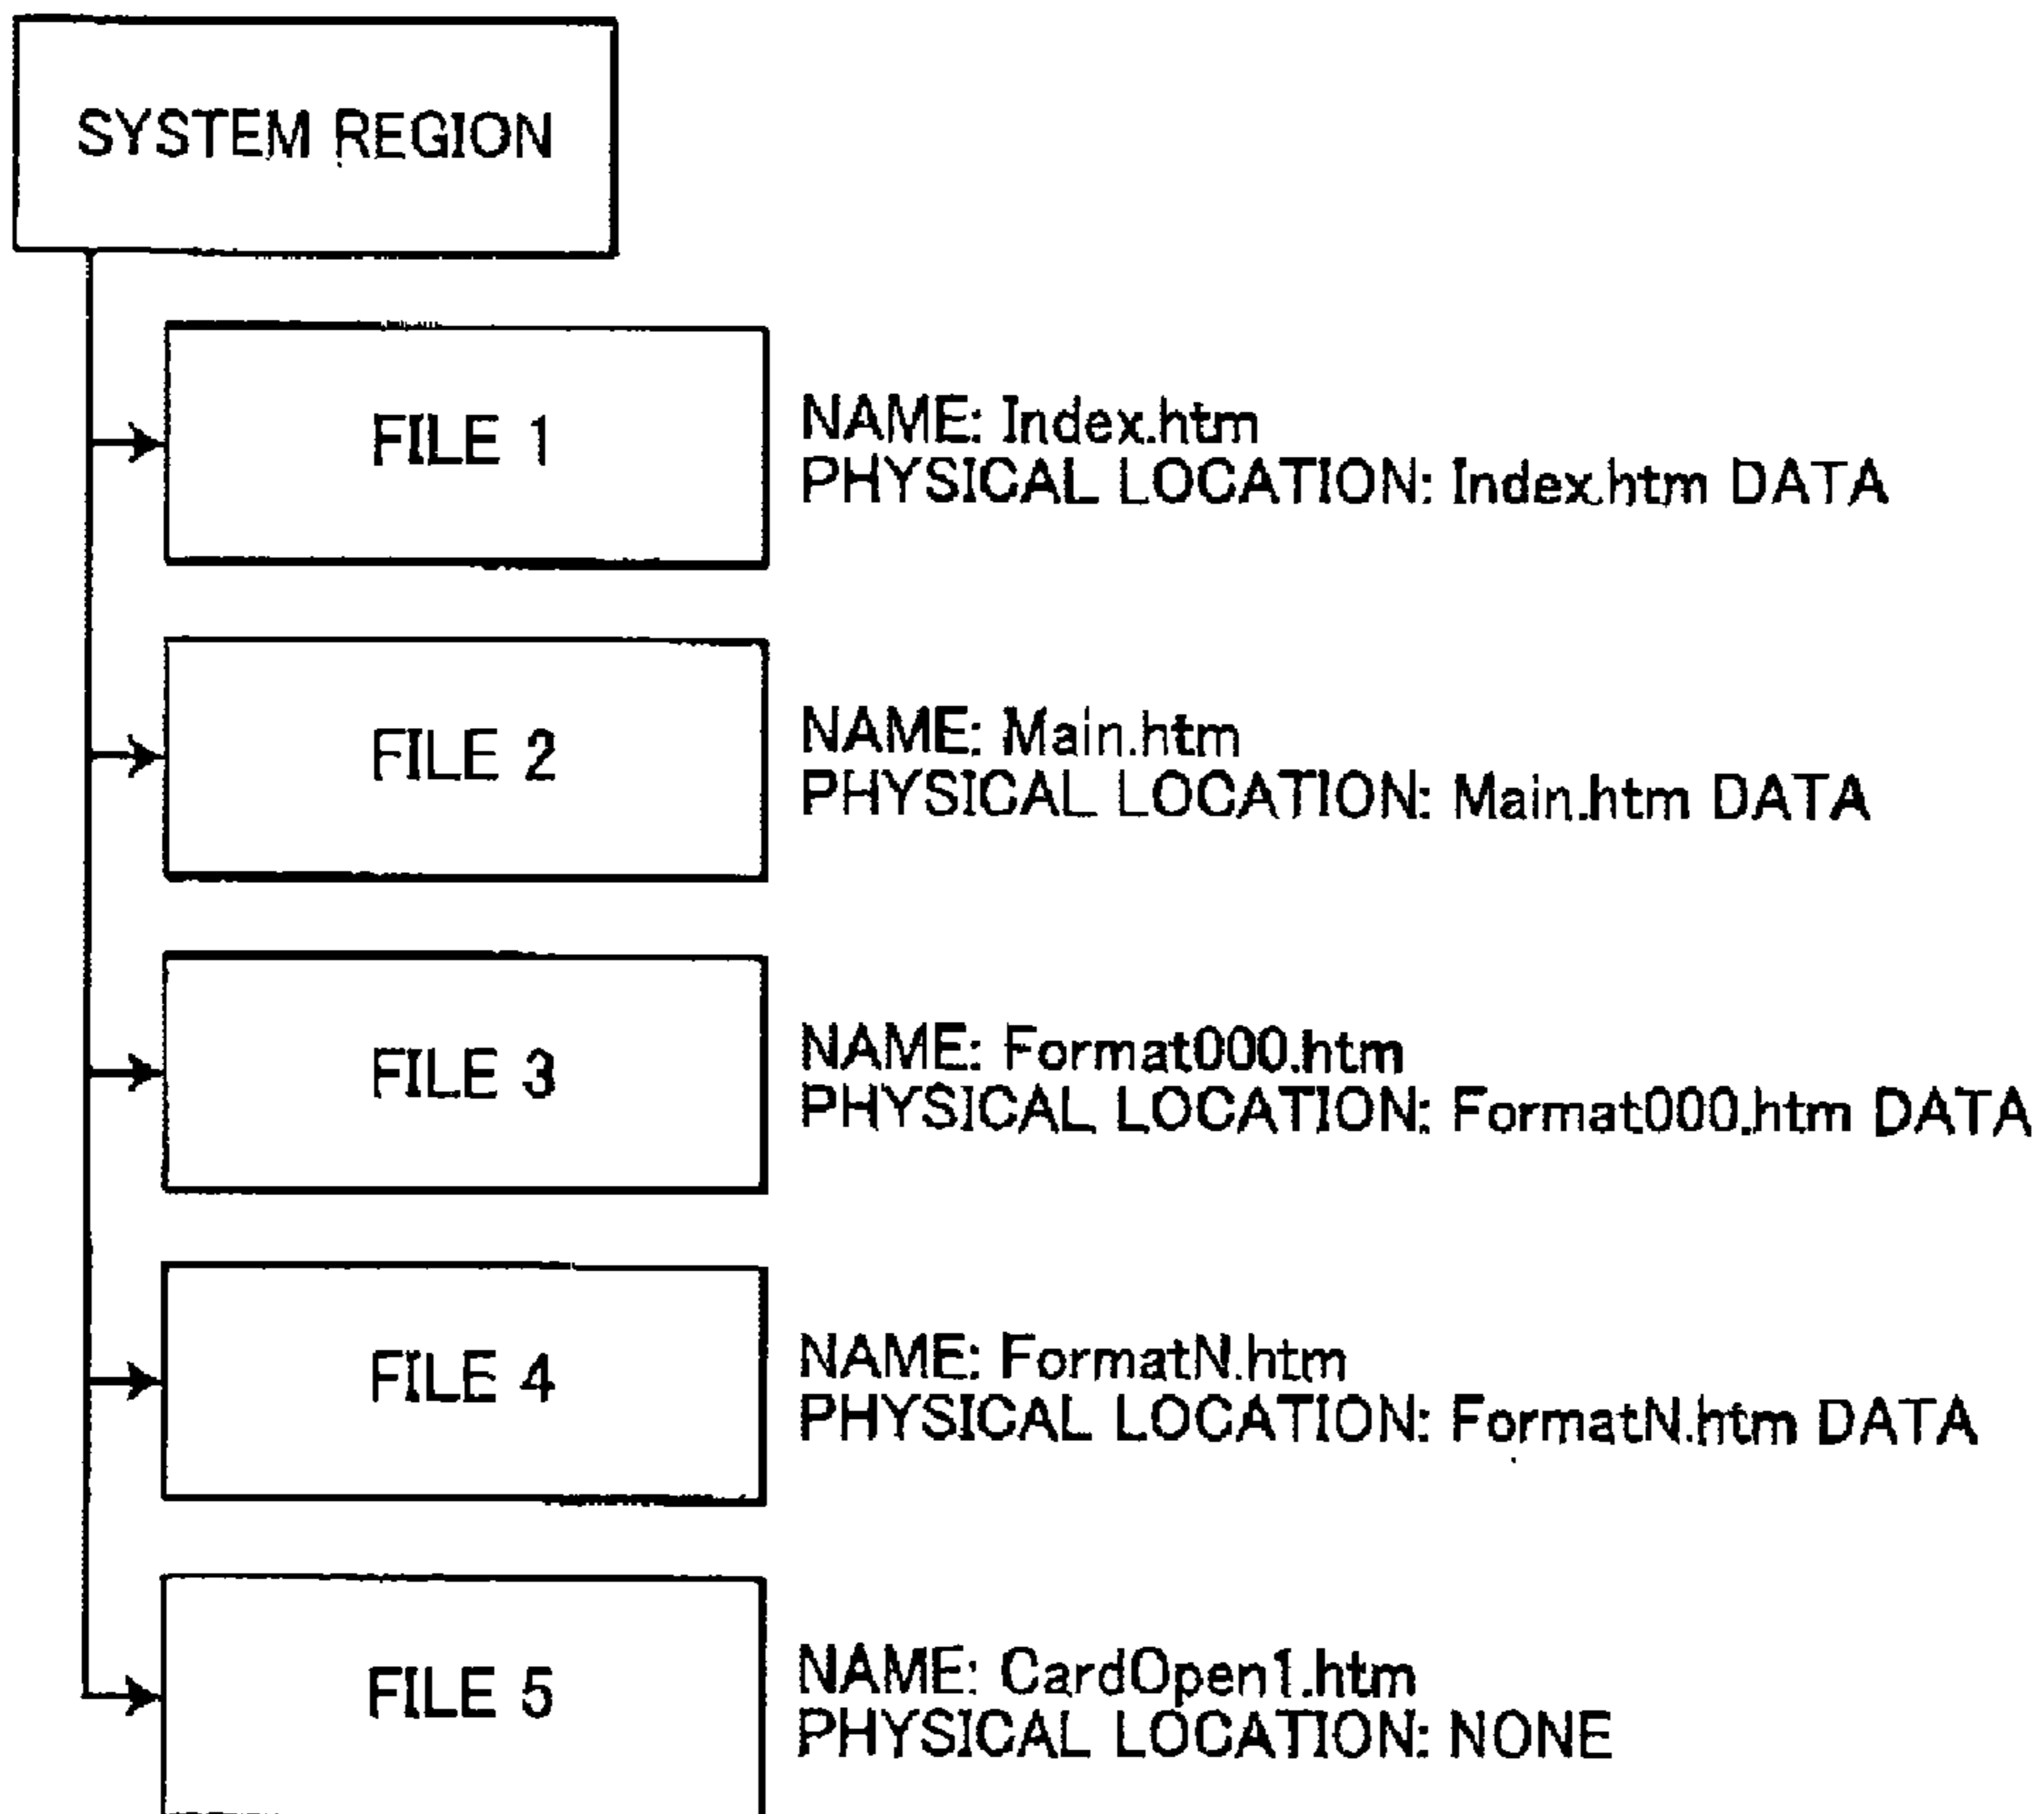 SYSTEM REGION
FILE 1
NAME: Index.htm
PHYSICAL LOCATION: Index.htm DATA
FILE 2
NAME: Main.htm
PHYSICAL LOCATION: Main.htm DATA
FILE 3
NAME: Format000.htm
PHYSICAL LOCATION: Format000.htm DATA
FILE 4
NAME: FormatN.htm
PHYSICAL LOCATION: FormatN.htm DATA
FILE 5
NAME: CardOpen1.htm
PHYSICAL LOCATION: NONE